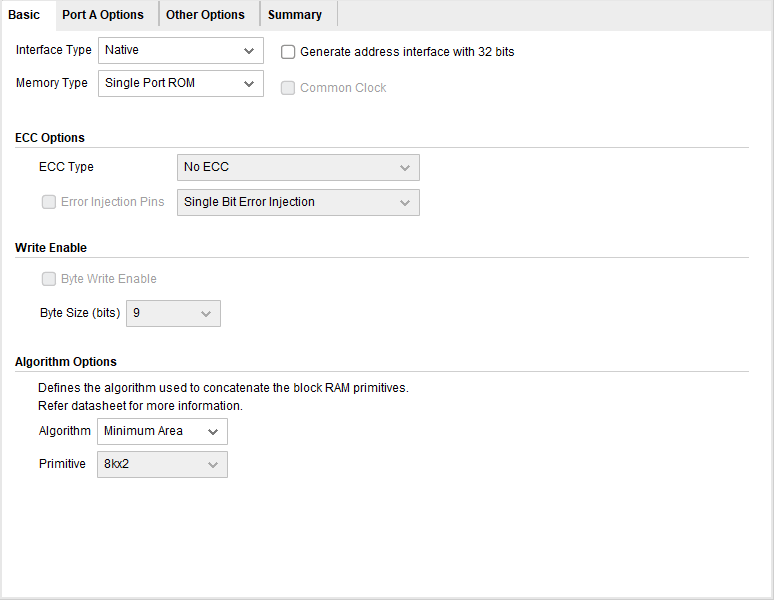 Basic Port A Options Other Options Summary
Interface Type Native Generate address interface with 32 bits
Memory Type Single Port ROM Common Clock
ECC Options
ECC Type No ECC
Error Injection Pins Single Bit Error Injection
Write Enable
Byte Write Enable
Byte Size (bits) 9
Algorithm Options
Defines the algorithm used to concatenate the block RAM primitives.
Refer datasheet for more information.
Algorithm Minimum Area
Primitive 8kx2